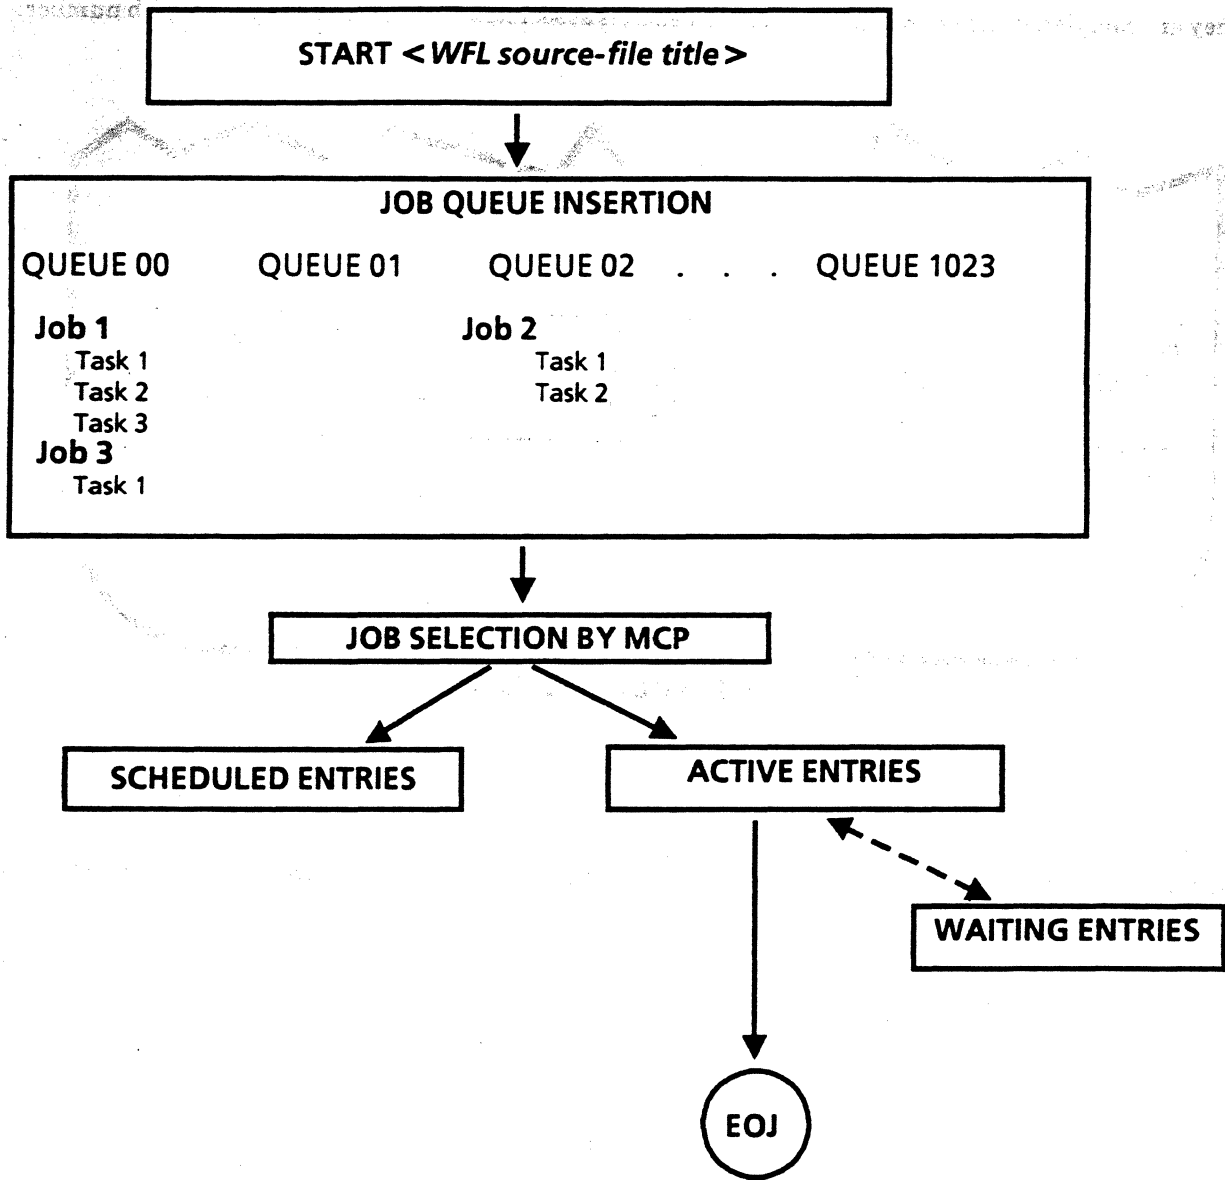 START <WFL source-file title>
JOB QUEUE INSERTION
QUEUE 00 QUEUE 01 QUEUE 02 . . . QUEUE 1023
Job 1 Job 2
Task 1 Task 1
Task 2 Task 2
Task 3
Job 3
Task 1
JOB SELECTION BY MCP
SCHEDULED ENTRIES ACTIVE ENTRIES
WAITING ENTRIES
EOJ